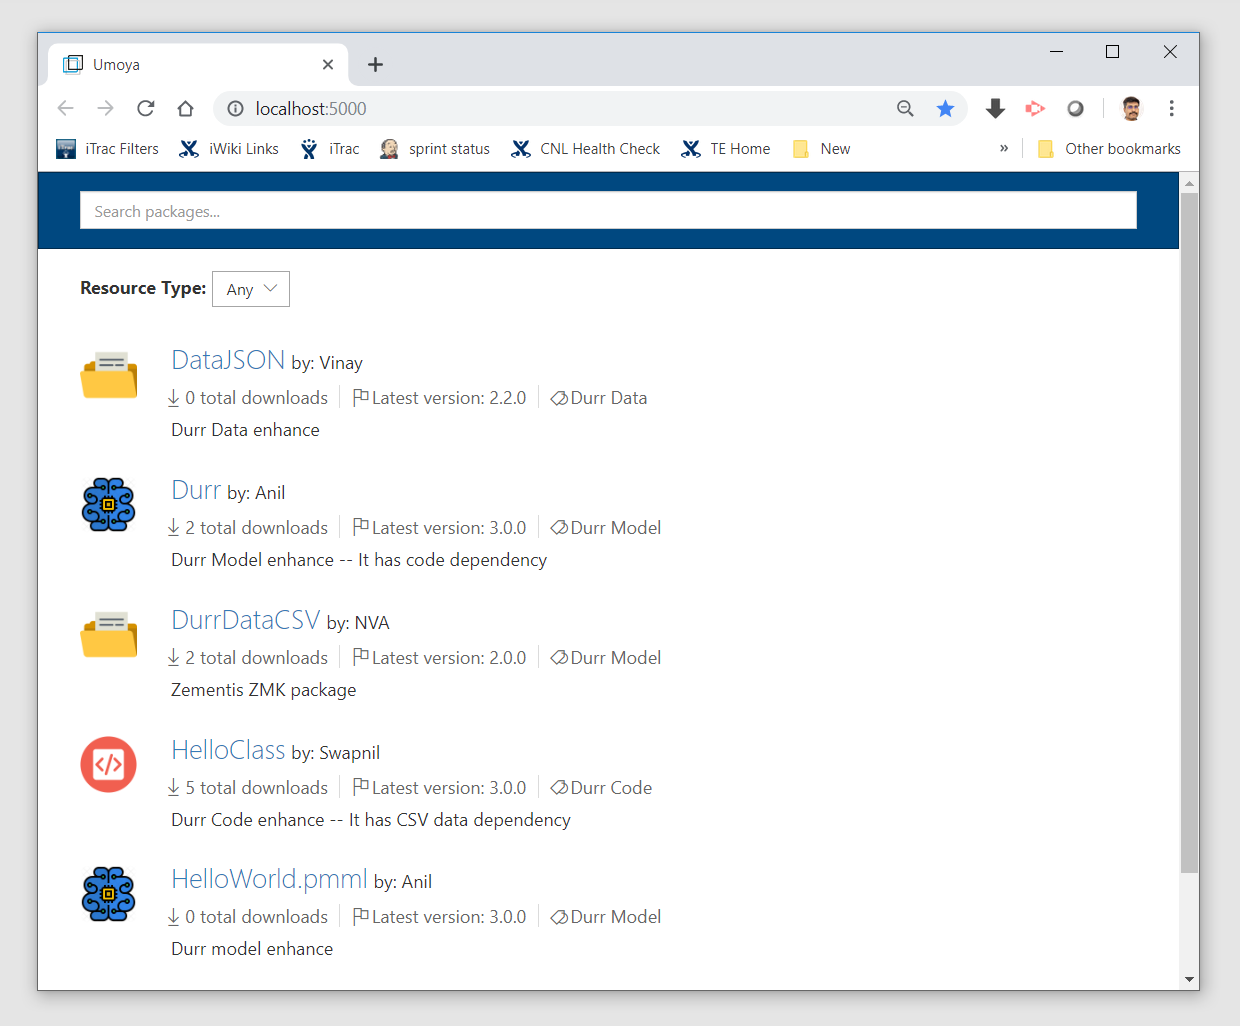 Umoya
localhost:5000
iTrac Filters iWiki Links iTrac sprint status CNL Health Check TE Home New » Other bookmarks
Search packages...
Resource Type: Any
DataJSON by: Vinay
0 total downloads Latest version: 2.2.0 Durr Data
Durr Data enhance
Durr by: Anil
2 total downloads Latest version: 3.0.0 Durr Model
Durr Model enhance -- It has code dependency
DurrDataCSV by: NVA
2 total downloads Latest version: 2.0.0 Durr Model
Zementis ZMK package
HelloClass by: Swapnil
5 total downloads Latest version: 3.0.0 Durr Code
Durr Code enhance -- It has CSV data dependency
HelloWorld.pmml by: Anil
0 total downloads Latest version: 3.0.0 Durr Model
Durr model enhance